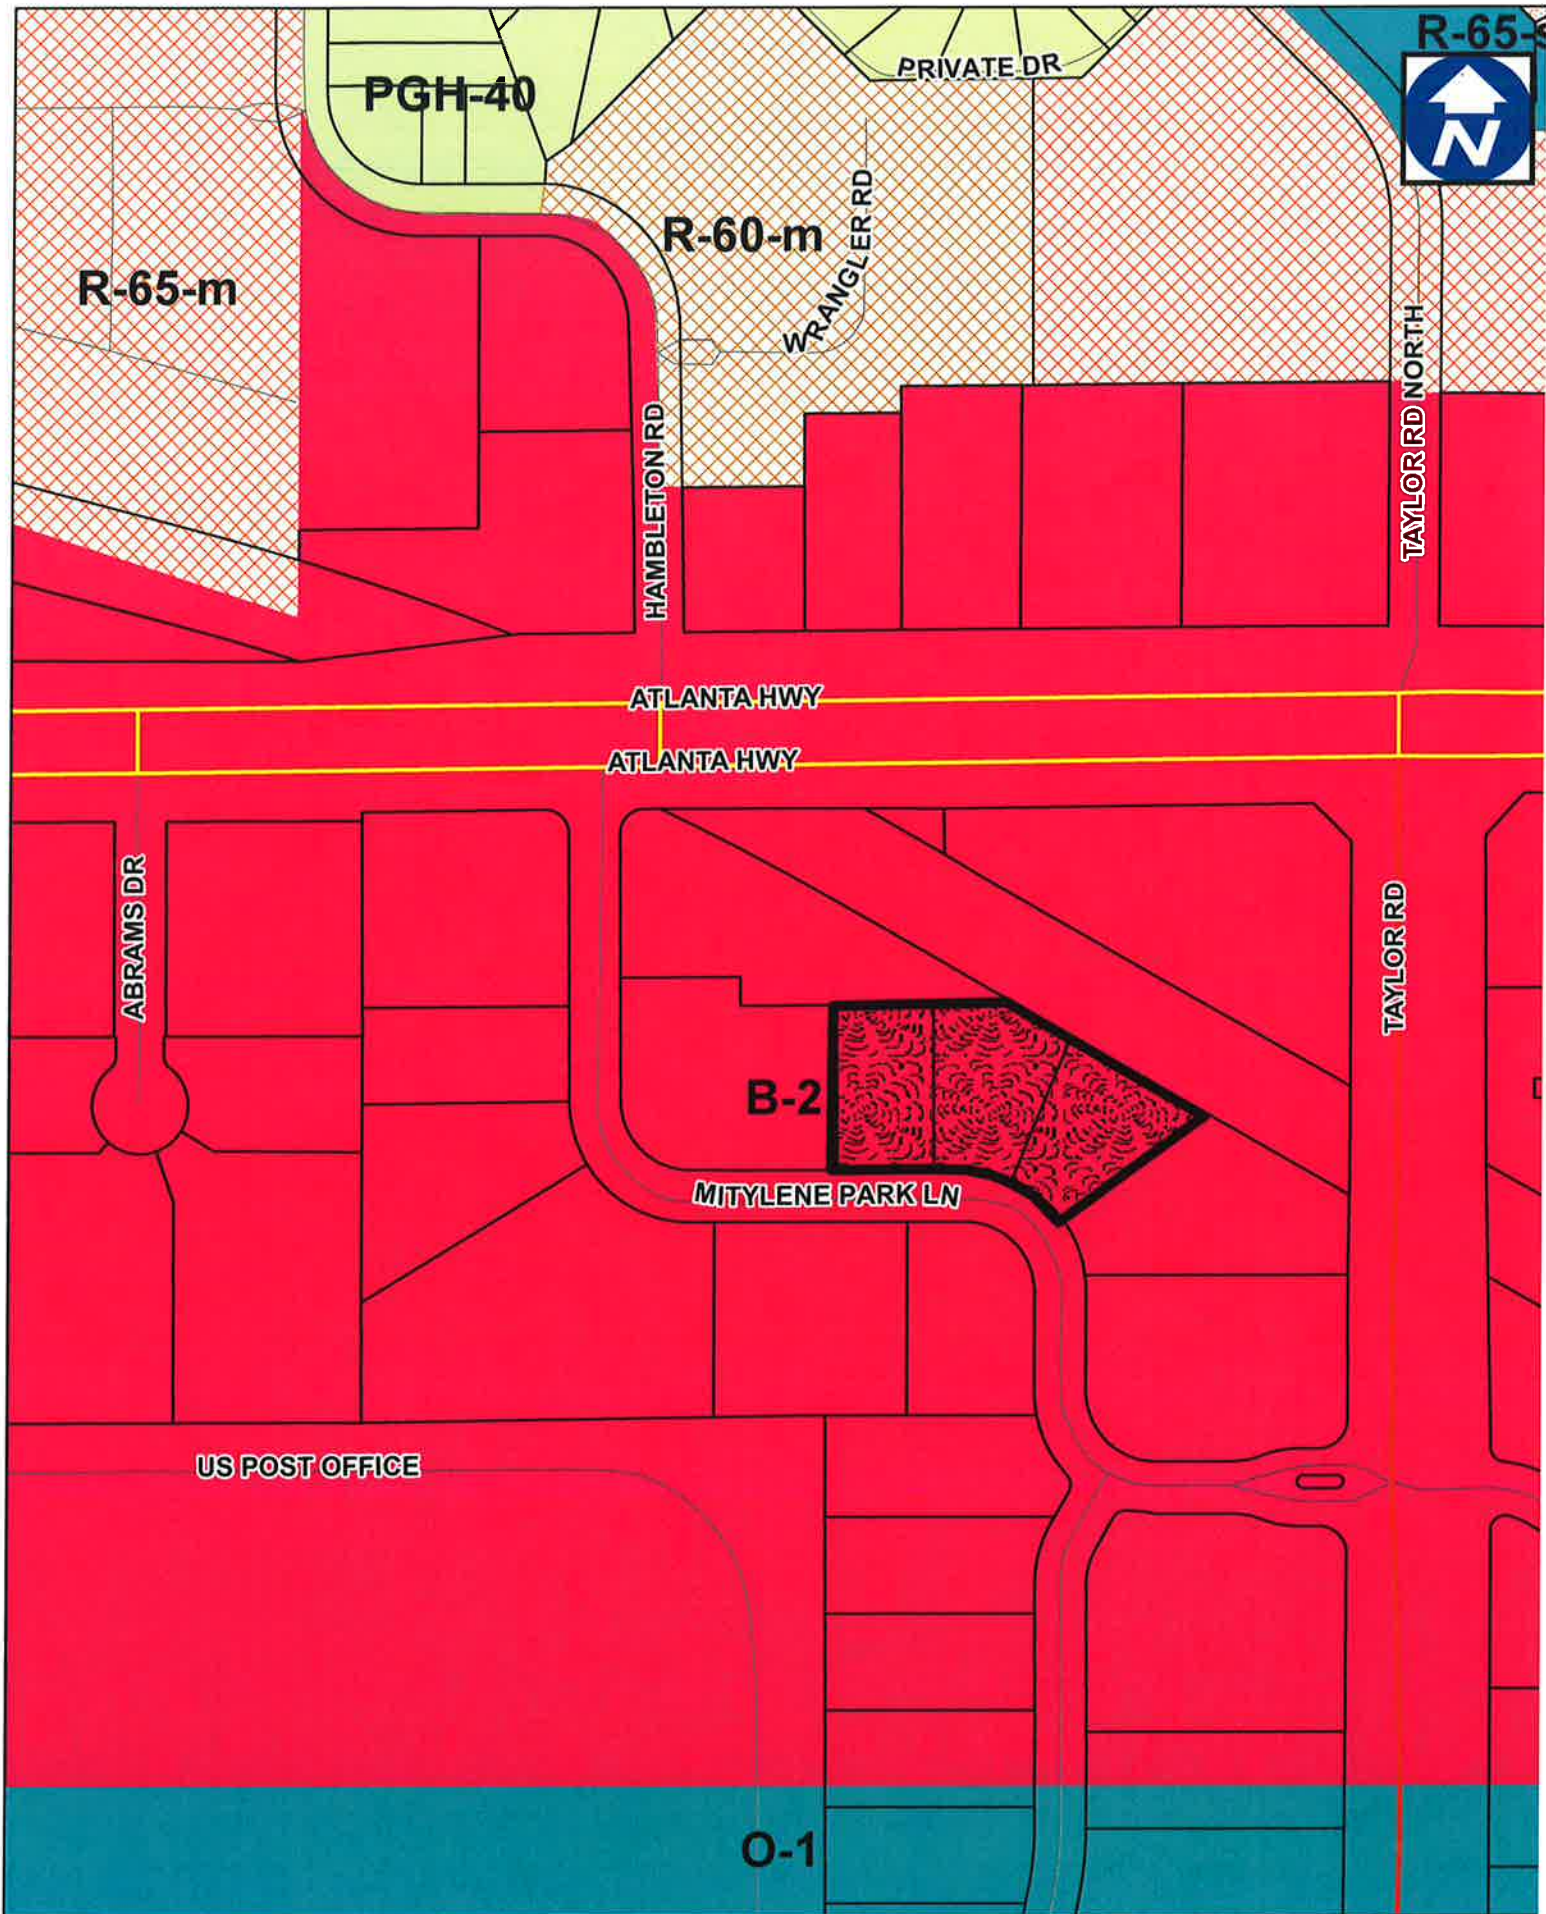 R-65-s
PRIVATE DR
PGH-40
N
R-60-m
WRANGLER RD
R-65-m
HAMBLETON RD
TAYLOR RD NORTH
ATLANTA HWY
ATLANTA HWY
ABRAMS DR
TAYLOR RD
B-2
MITYLENE PARK LN
US POST OFFICE
O-1